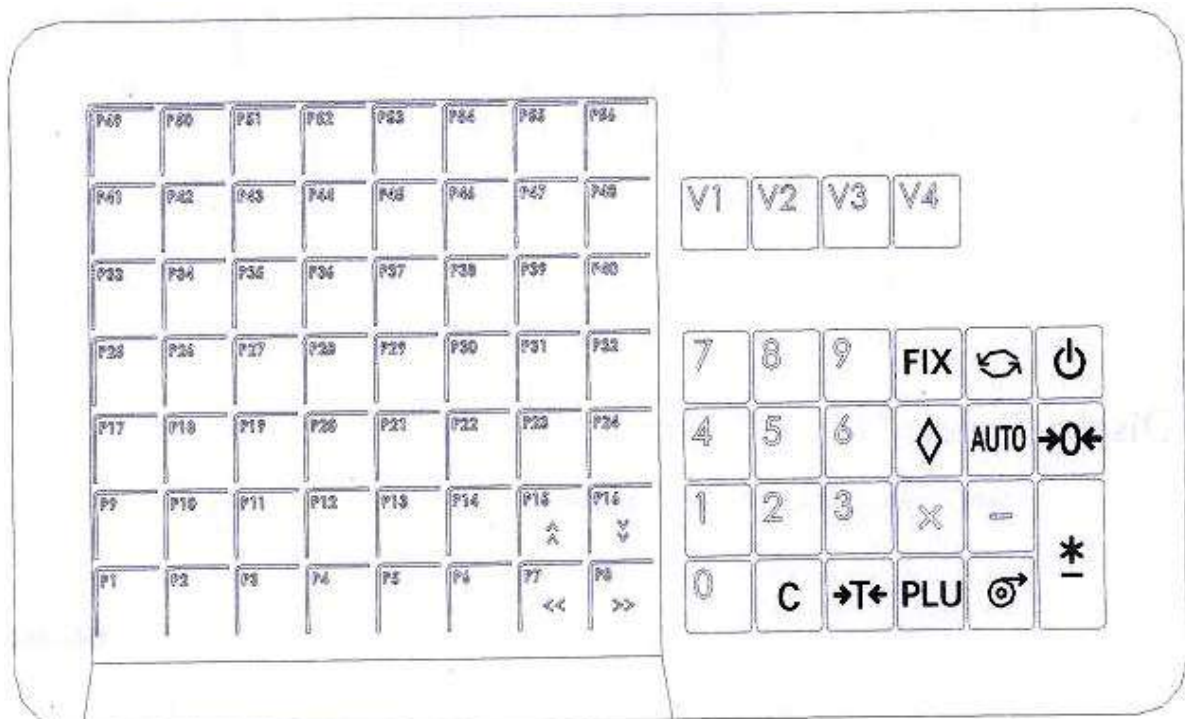 P49 P50 P51 P52 P53 P54 P55 P56
P41 P42 P43 P44 P45 P46 P47 P48
V1 V2 V3 V4
P33 P34 P35 P36 P37 P38 P39 P40
P25 P26 P27 P28 P29 P30 P31 P32
7 8 9 FIX
P17 P18 P19 P20 P21 P22 P23 P24
4 5 6 ◊ AUTO →0←
P9 P10 P11 P12 P13 P14 P15 P16
1 2 3 × -
*
P1 P2 P3 P4 P5 P6 P7 P8
<< >>
0 C →T← PLU